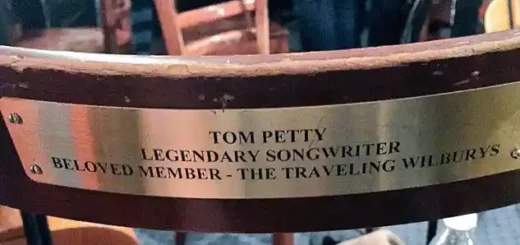 TOM PETTY
LEGENDARY SONGWRITER
BELOVED MEMBER - THE TRAVELING WILBURYS